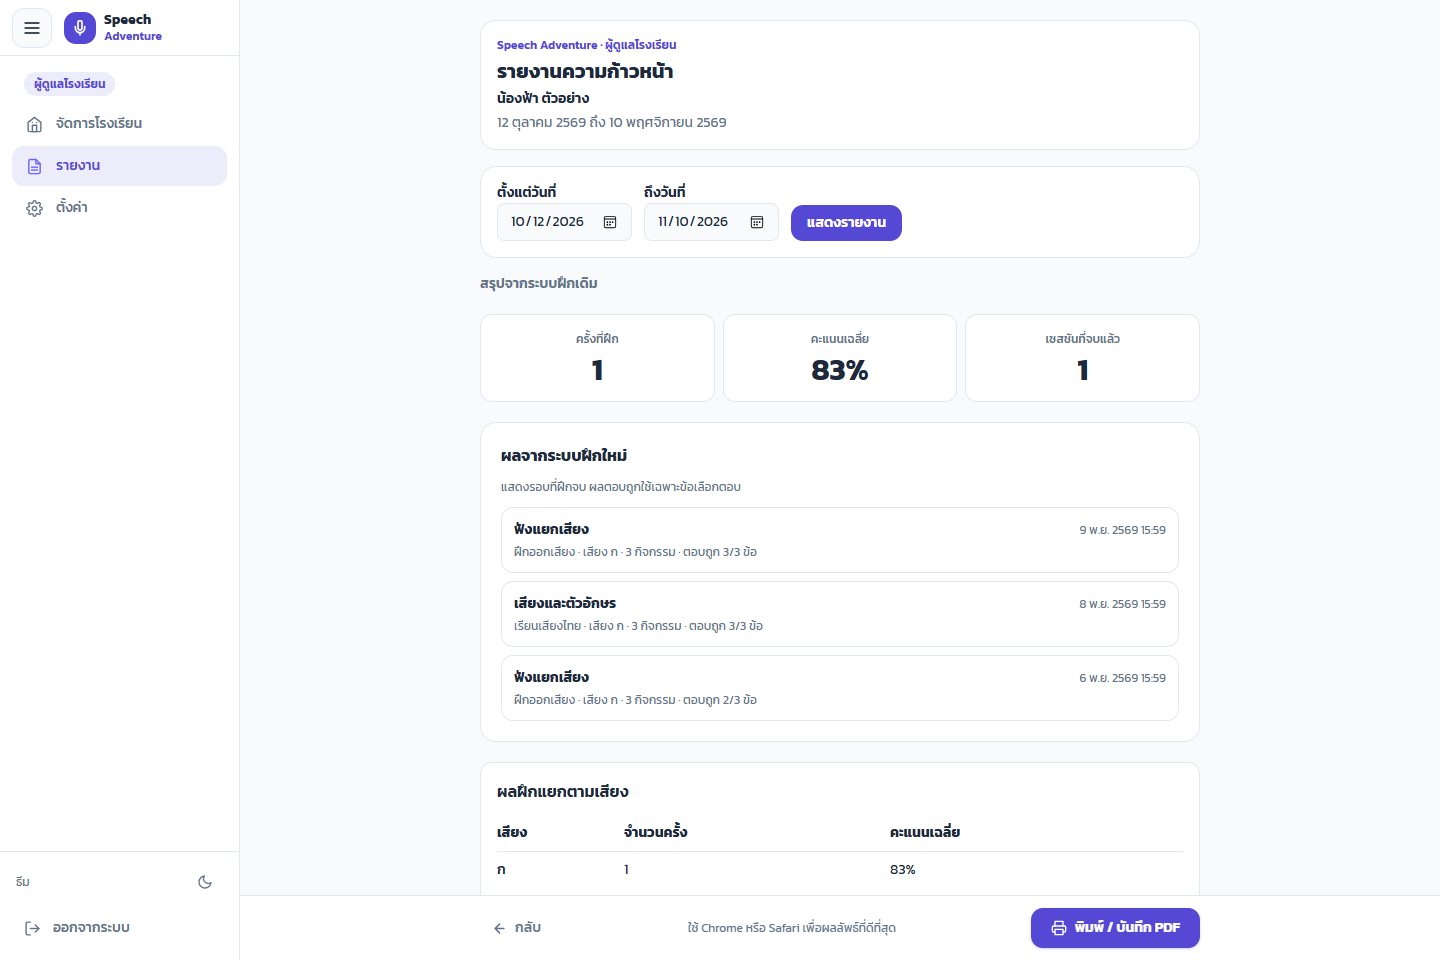 Speech
Adventure
ผู้ดูแลโรงเรียน
จัดการโรงเรียน
รายงาน
ตั้งค่า
ธีม
ออกจากระบบ
Speech Adventure · ผู้ดูแลโรงเรียน
รายงานความก้าวหน้า
น้องฟ้า ตัวอย่าง
12 ตุลาคม 2569 ถึง 10 พฤศจิกายน 2569
ตั้งแต่วันที่ ถึงวันที่
10/12/2026 11/10/2026 แสดงรายงาน
สรุปจากระบบฝึกเดิม
ครั้งที่ฝึก คะแนนเฉลี่ย เซสชันที่จบแล้ว
1 83% 1
ผลจากระบบฝึกใหม่
แสดงรอบที่ฝึกจบ ผลตอบถูกใช้เฉพาะข้อเลือกตอบ
ฟังแยกเสียง 9 พ.ย. 2569 15:59
ฝึกออกเสียง · เสียง ก · 3 กิจกรรม · ตอบถูก 3/3 ข้อ
เสียงและตัวอักษร 8 พ.ย. 2569 15:59
เรียนเสียงไทย · เสียง ก · 3 กิจกรรม · ตอบถูก 3/3 ข้อ
ฟังแยกเสียง 6 พ.ย. 2569 15:59
ฝึกออกเสียง · เสียง ก · 3 กิจกรรม · ตอบถูก 2/3 ข้อ
ผลฝึกแยกตามเสียง
เสียง จำนวนครั้ง คะแนนเฉลี่ย
ก 1 83%
กลับ ใช้ Chrome หรือ Safari เพื่อผลลัพธ์ที่ดีที่สุด พิมพ์ / บันทึก PDF